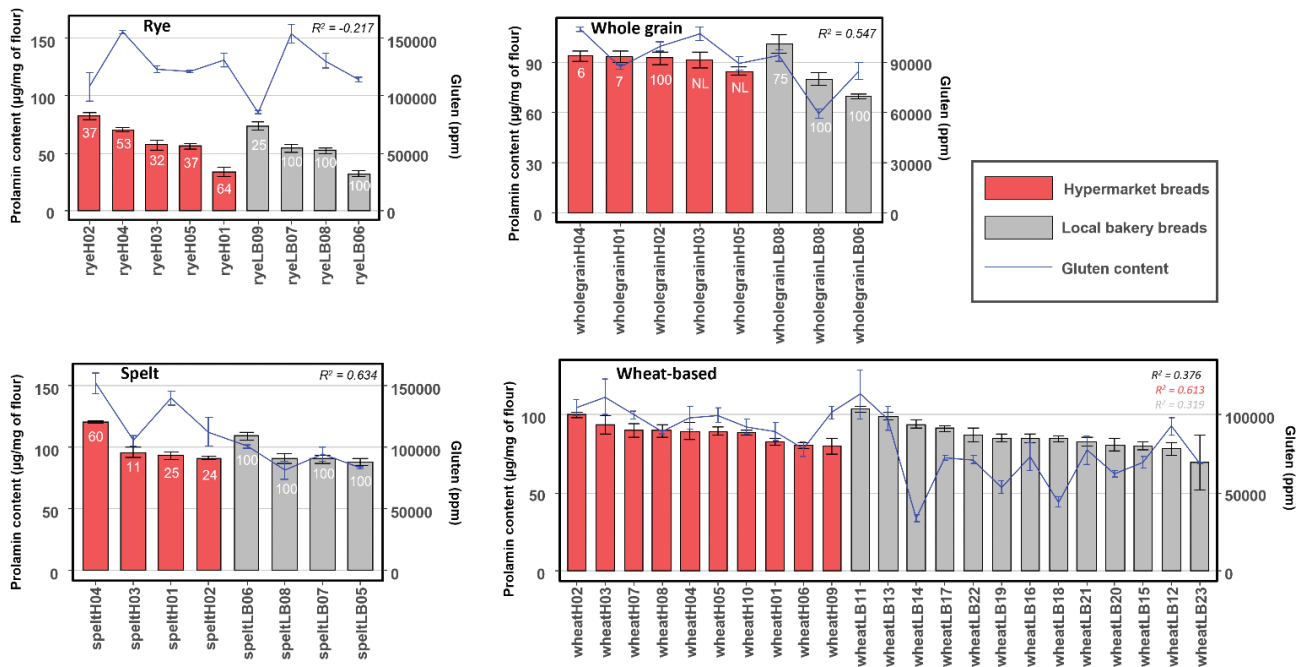 Rye
R² = -0.217
Prolamin content (µg/mg of flour)
150
100
50
0
37
53
32
37
64
25
100
100
100
150000
100000
50000
0
Gluten (ppm)
ryeH02
ryeH04
ryeH03
ryeH05
ryeH01
ryeLB09
ryeLB07
ryeLB08
ryeLB06
Whole grain
R² = 0.547
Prolamin content (µg/mg of flour)
90
60
30
0
6
7
100
NL
NL
75
100
100
90000
60000
90000
0
Gluten (ppm)
wholegrainH04
wholegrainH01
wholegrainH02
wholegrainH03
wholegrainH05
wholegrainLB08
wholegrainLB08
wholegrainLB06
Hypermarket breads
Local bakery breads
Gluten content
Spelt
R² = 0.634
Prolamin content (µg/mg of flour)
150
100
50
0
60
11
25
24
100
100
100
100
150000
100000
50000
0
Gluten (ppm)
speltH04
speltH03
speltH01
speltH02
speltLB06
speltLB08
speltLB07
speltLB05
Wheat-based
R² = 0.376
R² = 0.613
R² = 0.319
Prolamin content (µg/mg of flour)
100
50
0
100000
50000
0
Gluten (ppm)
wheatH02
wheatH03
wheatH07
wheatH08
wheatH04
wheatH05
wheatH10
wheatH01
wheatH06
wheatH09
wheatLB11
wheatLB13
wheatLB14
wheatLB17
wheatLB22
wheatLB19
wheatLB16
wheatLB18
wheatLB21
wheatLB20
wheatLB15
wheatLB12
wheatLB23